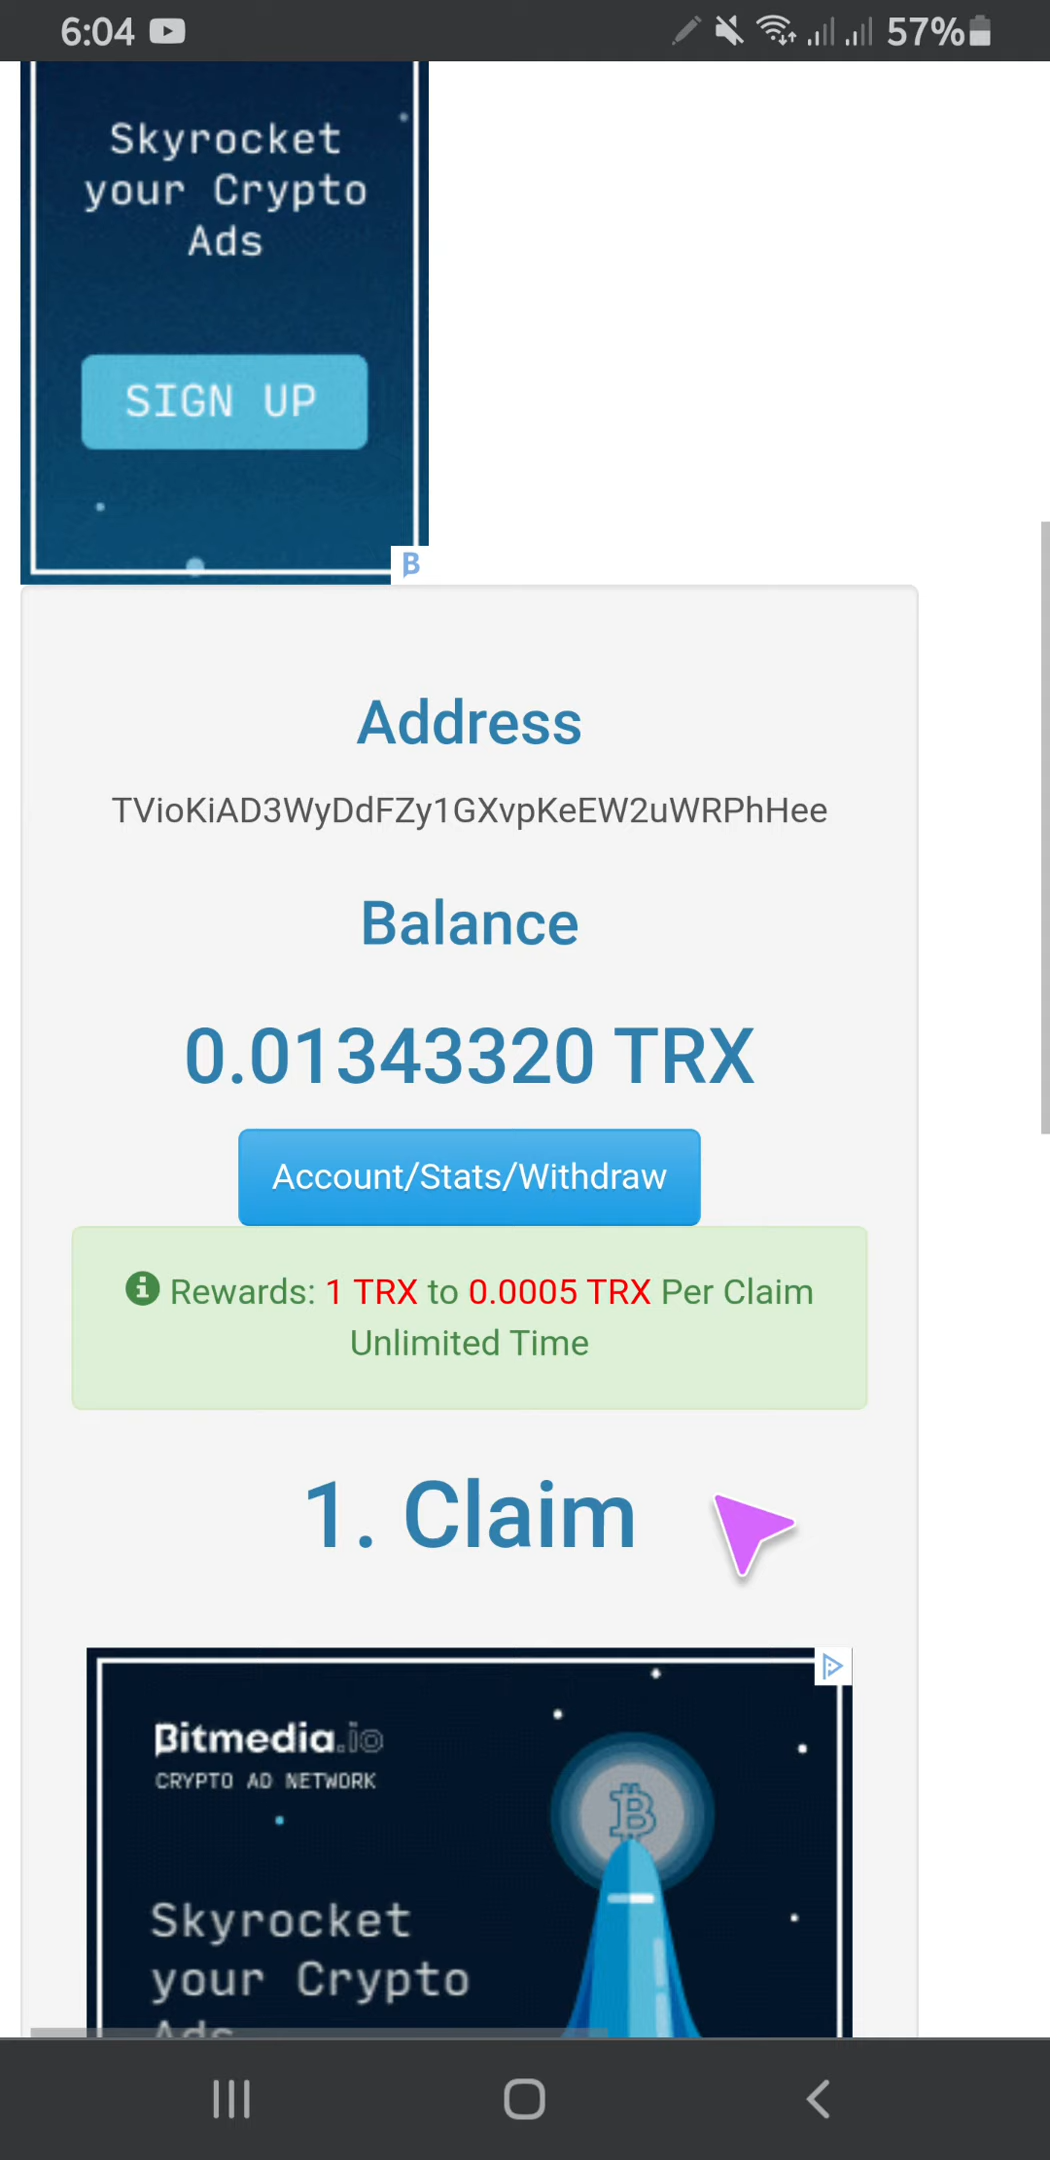 6:04 57%
Skyrocket
your Crypto
Ads
SIGN UP
B
Address
TVioKiAD3WyDdFZy1GXvpKeEW2uWRPhHee
Balance
0.01343320 TRX
Account/Stats/Withdraw
Rewards: 1 TRX to 0.0005 TRX Per Claim
Unlimited Time
1. Claim
Bitmedia.io
CRYPTO AD NETWORK
Skyrocket
your Crypto
Ads